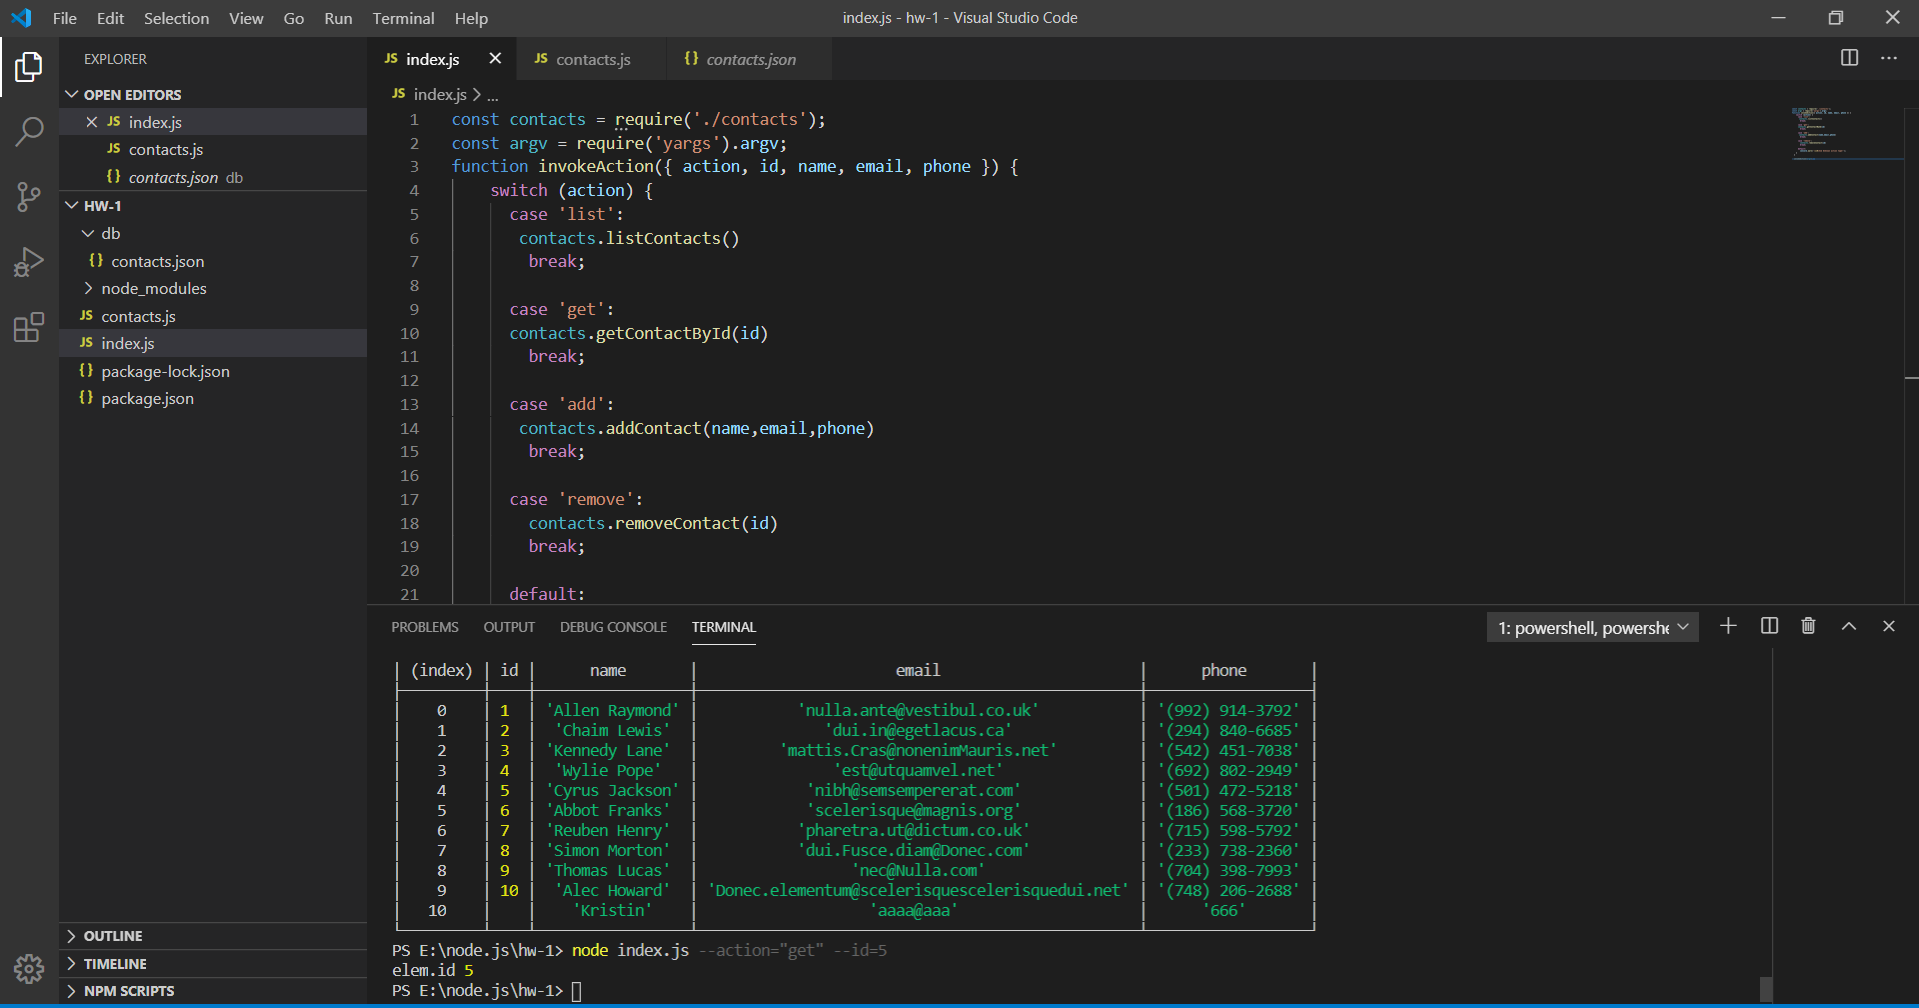 File Edit Selection View Go Run Terminal Help
index.js - hw-1 - Visual Studio Code
EXPLORER
OPEN EDITORS
JS index.js
JS contacts.js
{} contacts.json db
HW-1
db
{} contacts.json
node_modules
JS contacts.js
JS index.js
{} package-lock.json
{} package.json
OUTLINE
TIMELINE
NPM SCRIPTS
JS index.js JS contacts.js {} contacts.json
JS index.js > ...
1 const contacts = require('./contacts');
2 const argv = require('yargs').argv;
3 function invokeAction({ action, id, name, email, phone }) {
4 switch (action) {
5 case 'list':
6 contacts.listContacts()
7 break;
8
9 case 'get':
10 contacts.getContactById(id)
11 break;
12
13 case 'add':
14 contacts.addContact(name,email,phone)
15 break;
16
17 case 'remove':
18 contacts.removeContact(id)
19 break;
20
21 default:
PROBLEMS OUTPUT DEBUG CONSOLE TERMINAL
1: powershell, powershe
(index) id name email phone
0 1 'Allen Raymond' 'nulla.ante@vestibul.co.uk' '(992) 914-3792'
1 2 'Chaim Lewis' 'dui.in@egetlacus.ca' '(294) 840-6685'
2 3 'Kennedy Lane' 'mattis.Cras@nonenimMauris.net' '(542) 451-7038'
3 4 'Wylie Pope' 'est@utquamvel.net' '(692) 802-2949'
4 5 'Cyrus Jackson' 'nibh@semsempererat.com' '(501) 472-5218'
5 6 'Abbot Franks' 'scelerisque@magnis.org' '(186) 568-3720'
6 7 'Reuben Henry' 'pharetra.ut@dictum.co.uk' '(715) 598-5792'
7 8 'Simon Morton' 'dui.Fusce.diam@Donec.com' '(233) 738-2360'
8 9 'Thomas Lucas' 'nec@Nulla.com' '(704) 398-7993'
9 10 'Alec Howard' 'Donec.elementum@scelerisquescelerisquedui.net' '(748) 206-2688'
10 'Kristin' 'aaaa@aaa' '666'
PS E:\node.js\hw-1> node index.js --action="get" --id=5
elem.id 5
PS E:\node.js\hw-1>